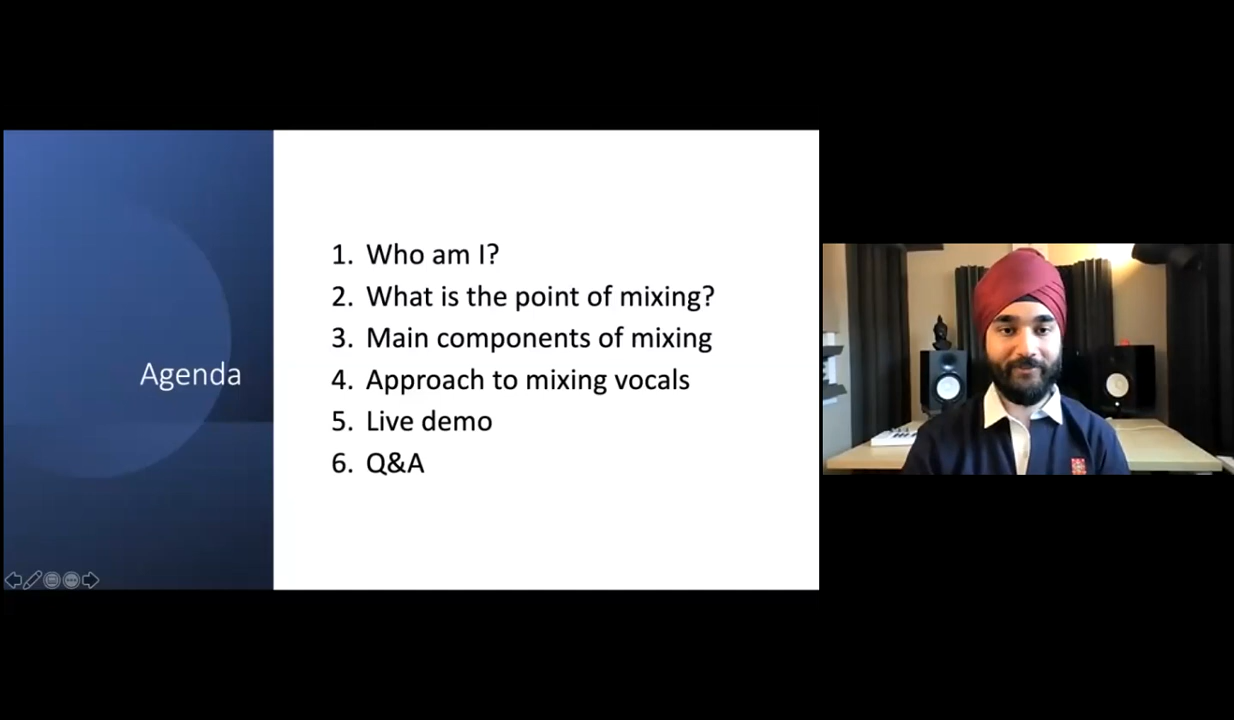 Agenda
1. Who am I?
2. What is the point of mixing?
3. Main components of mixing
4. Approach to mixing vocals
5. Live demo
6. Q&A